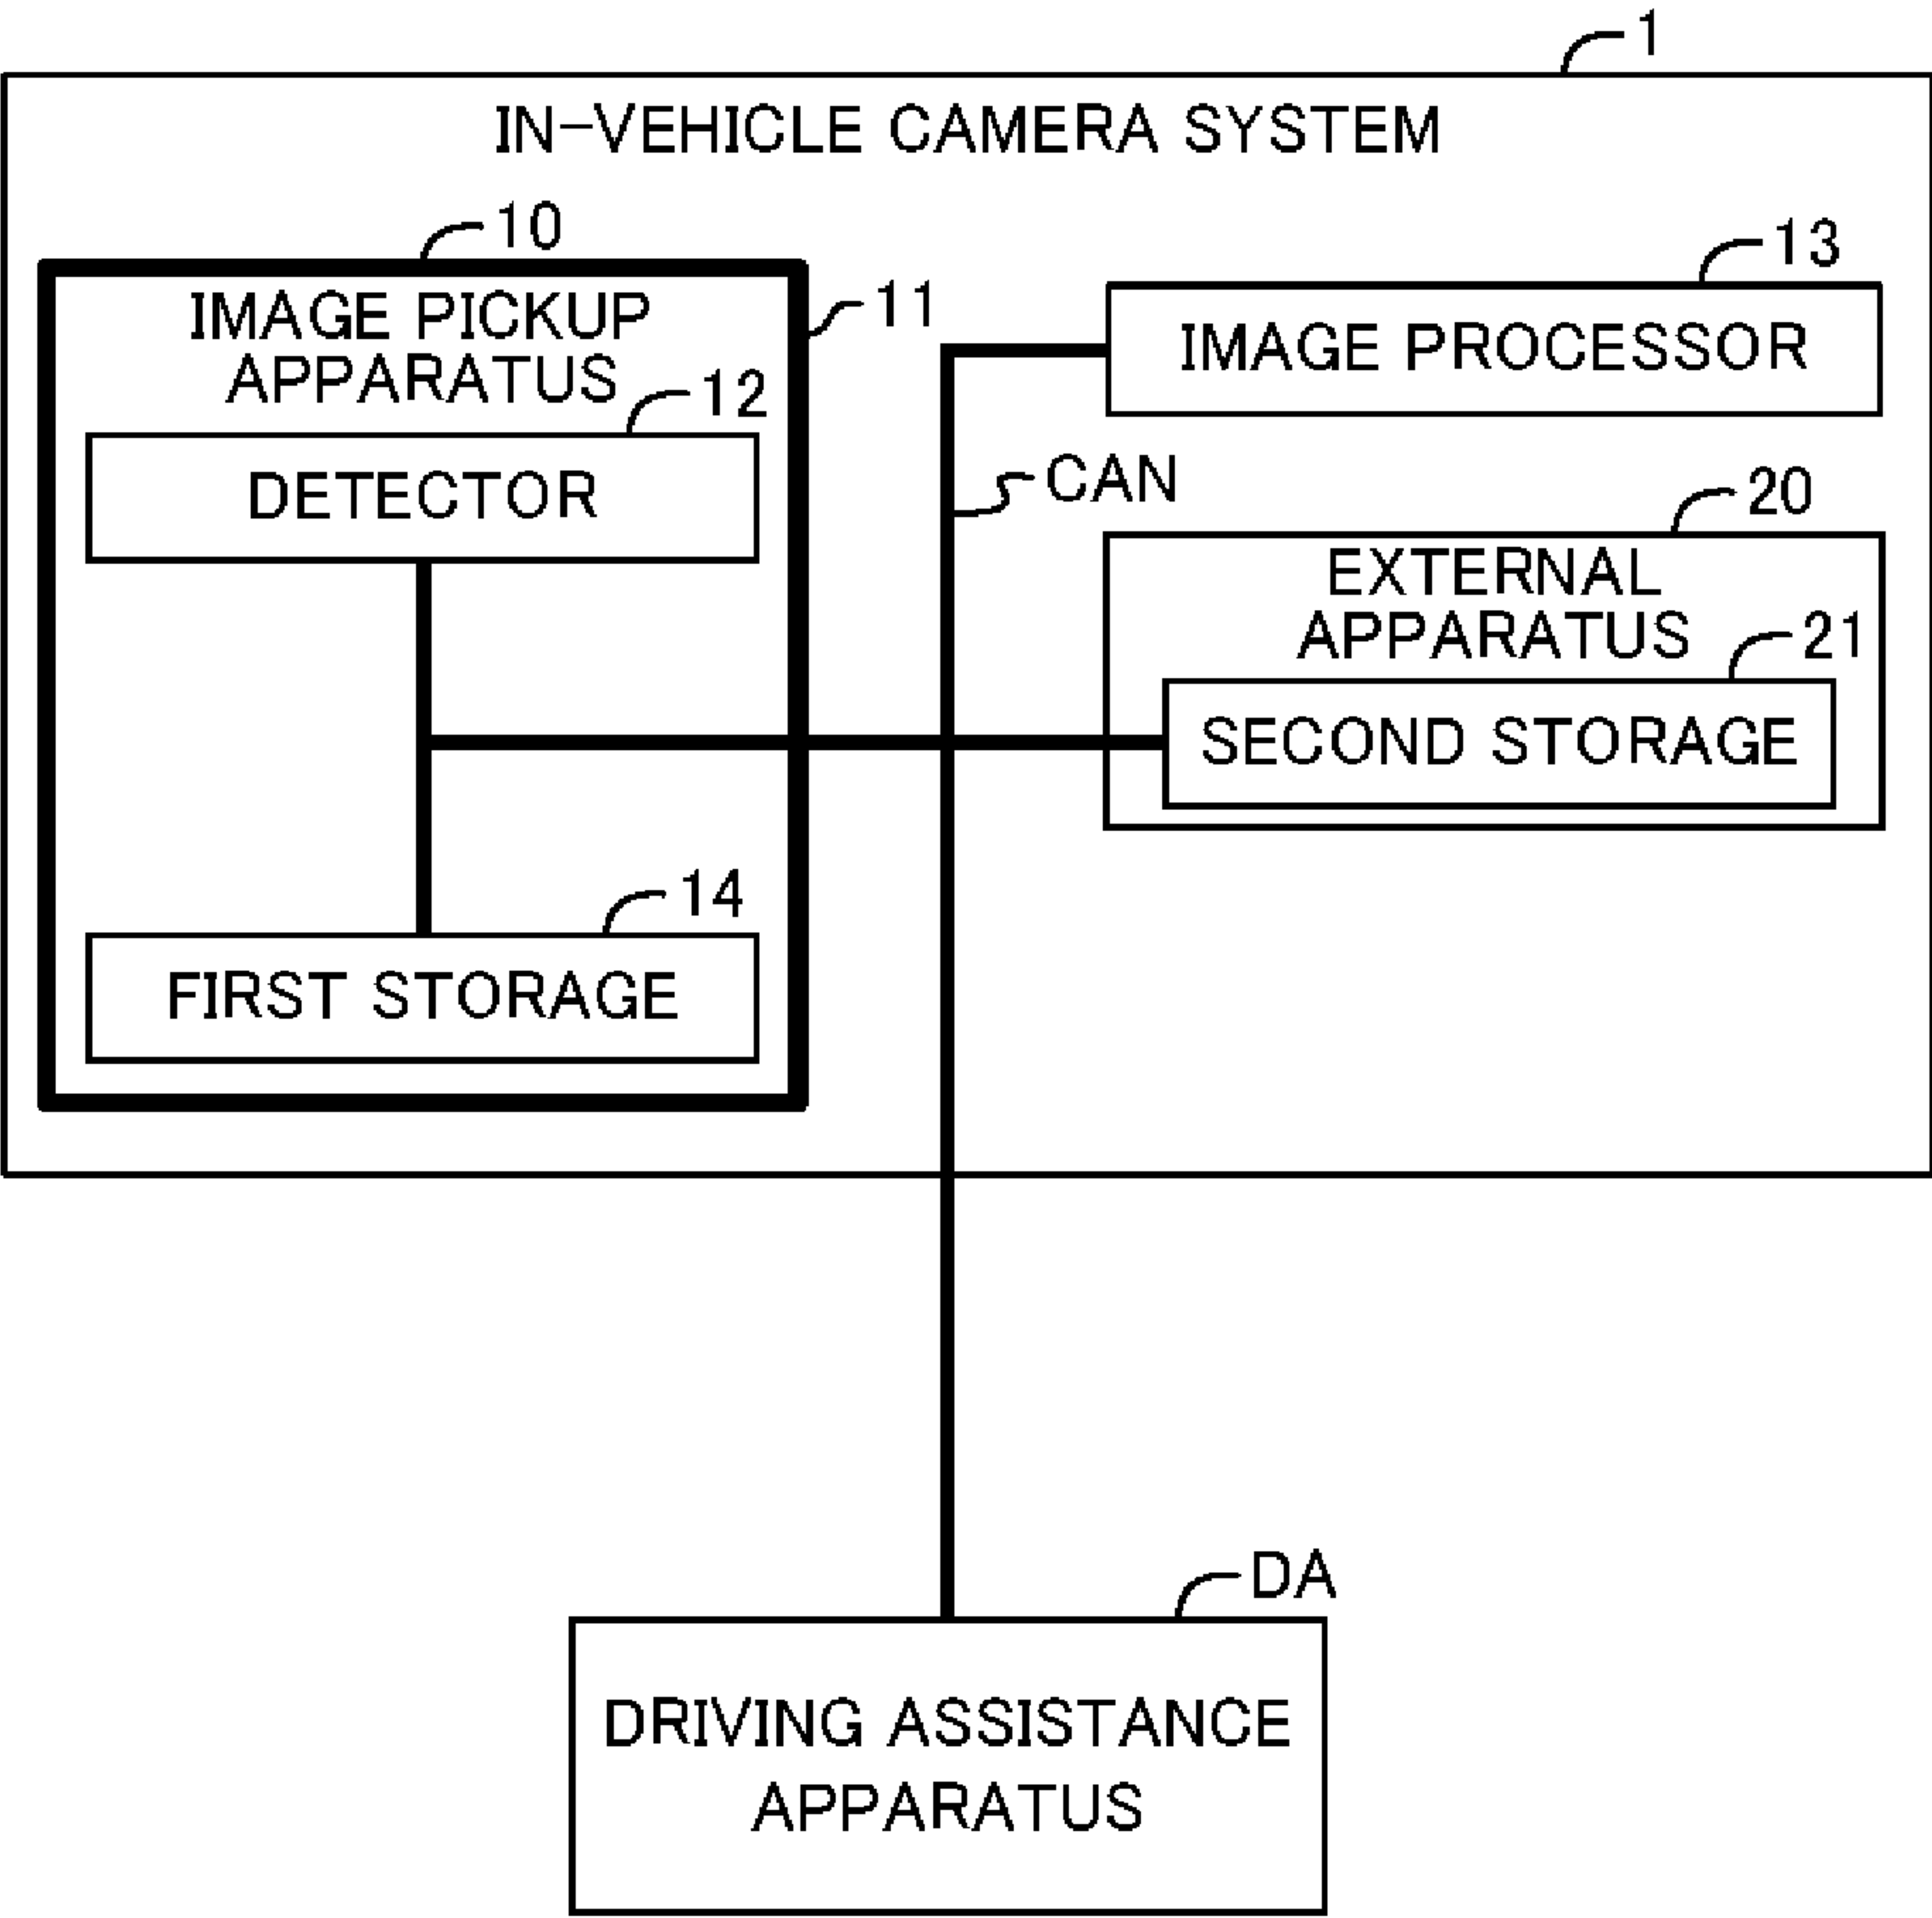 1
IN-VEHICLE CAMERA SYSTEM
10
IMAGE PICKUP
APPARATUS
11
12
DETECTOR
14
FIRST STORAGE
13
IMAGE PROCESSOR
CAN
20
EXTERNAL
APPARATUS
21
SECOND STORAGE
DA
DRIVING ASSISTANCE
APPARATUS